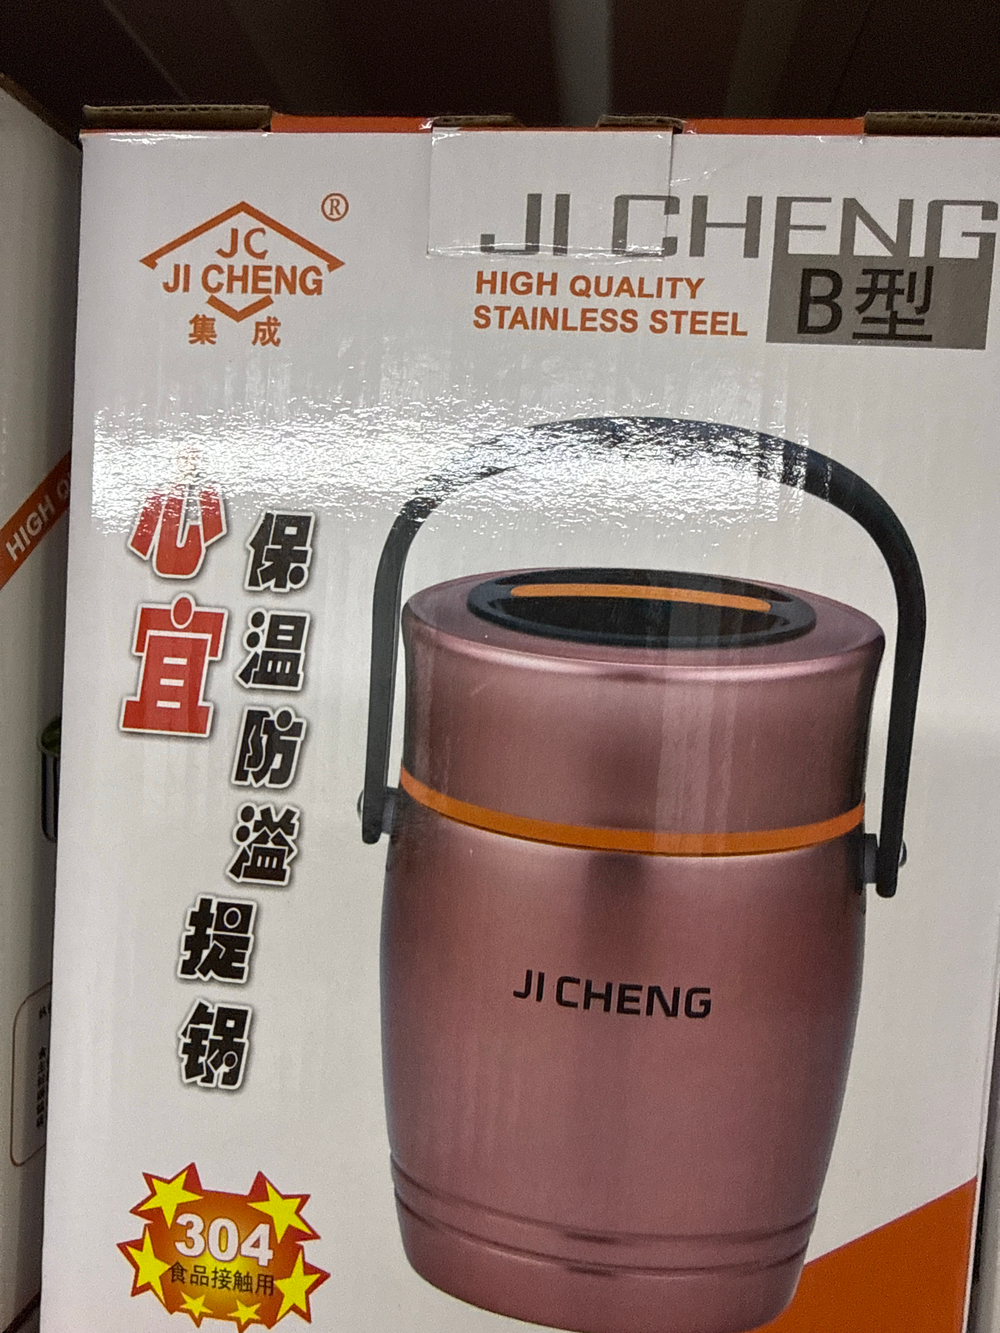 ®
JC
JI CHENG
集 成
JI CHENG
HIGH QUALITY
STAINLESS STEEL
B型
心宜
保温防溢提锅
JI CHENG
304
食品接触用
HIGH